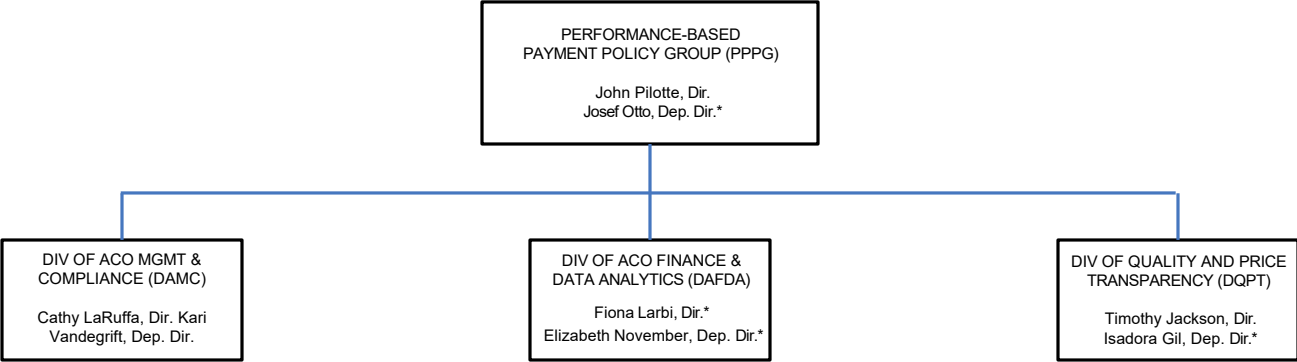 PERFORMANCE-BASED
PAYMENT POLICY GROUP (PPPG)
John Pilotte, Dir.
Josef Otto, Dep. Dir.*
DIV OF ACO MGMT &
COMPLIANCE (DAMC)
Cathy LaRuffa, Dir. Kari
Vandegrift, Dep. Dir.
DIV OF ACO FINANCE &
DATA ANALYTICS (DAFDA)
Fiona Larbi, Dir.*
Elizabeth November, Dep. Dir.*
DIV OF QUALITY AND PRICE
TRANSPARENCY (DQPT)
Timothy Jackson, Dir.
Isadora Gil, Dep. Dir.*